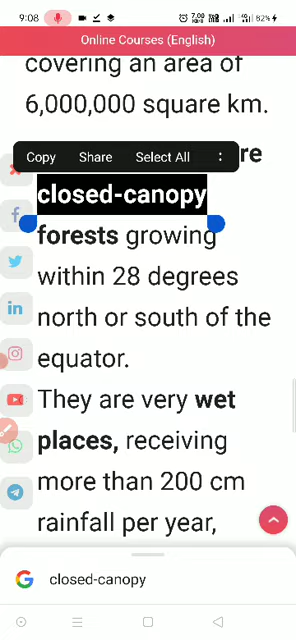 9:08
7.00
82%
Online Courses (English)
covering an area of
6,000,000 square km.
Copy Share Select All
re
closed-canopy
forests growing
within 28 degrees
north or south of the
equator.
They are very wet
places, receiving
more than 200 cm
rainfall per year,
closed-canopy